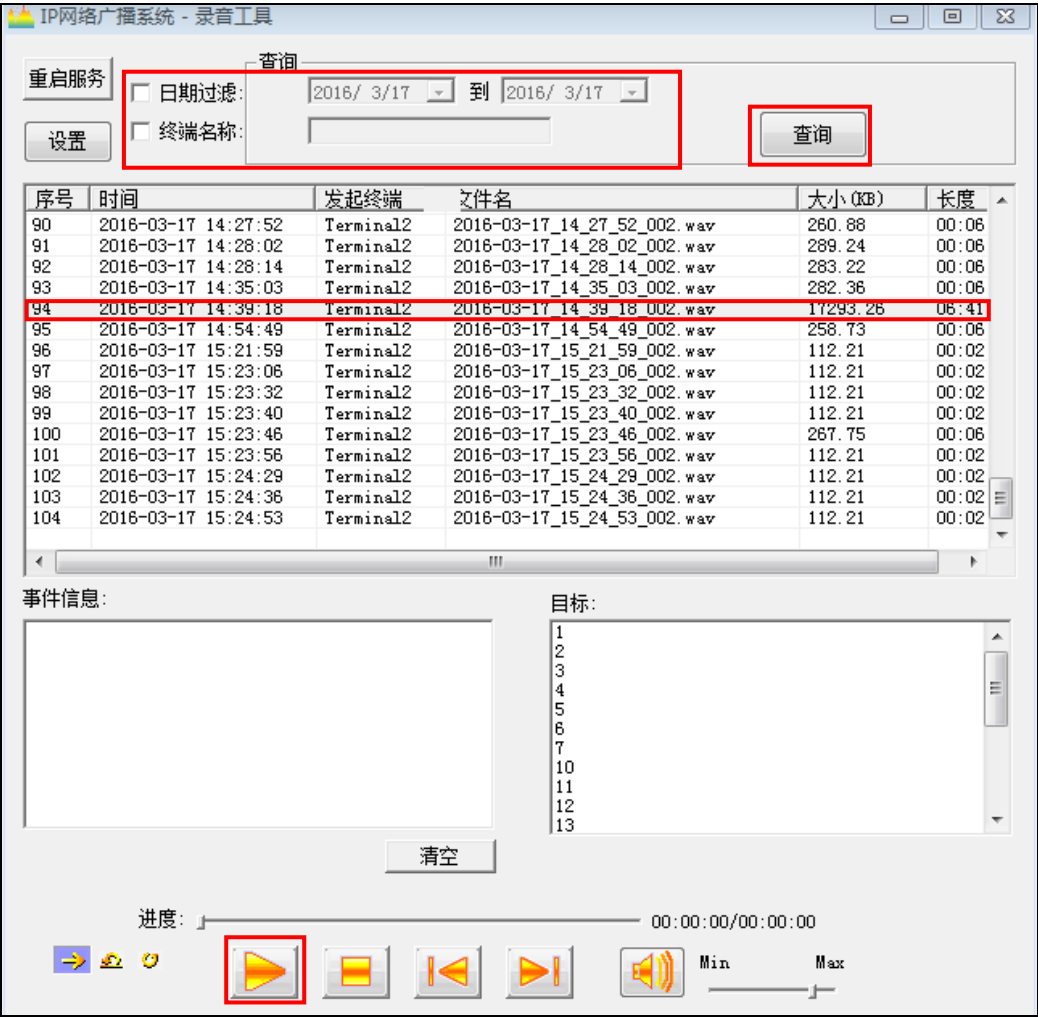 IP网络广播系统 - 录音工具
重启服务
设置
查询
日期过滤:
2016/ 3/17 到 2016/ 3/17
终端名称:
查询
序号 时间 发起终端 文件名 大小(KB) 长度
90 2016-03-17 14:27:52 Terminal2 2016-03-17_14_27_52_002.wav 260.88 00:06
91 2016-03-17 14:28:02 Terminal2 2016-03-17_14_28_02_002.wav 289.24 00:06
92 2016-03-17 14:28:14 Terminal2 2016-03-17_14_28_14_002.wav 283.22 00:06
93 2016-03-17 14:35:03 Terminal2 2016-03-17_14_35_03_002.wav 282.36 00:06
94 2016-03-17 14:39:18 Terminal2 2016-03-17_14_39_18_002.wav 17293.26 06:41
95 2016-03-17 14:54:49 Terminal2 2016-03-17_14_54_49_002.wav 258.73 00:06
96 2016-03-17 15:21:59 Terminal2 2016-03-17_15_21_59_002.wav 112.21 00:02
97 2016-03-17 15:23:06 Terminal2 2016-03-17_15_23_06_002.wav 112.21 00:02
98 2016-03-17 15:23:32 Terminal2 2016-03-17_15_23_32_002.wav 112.21 00:02
99 2016-03-17 15:23:40 Terminal2 2016-03-17_15_23_40_002.wav 112.21 00:02
100 2016-03-17 15:23:46 Terminal2 2016-03-17_15_23_46_002.wav 267.75 00:06
101 2016-03-17 15:23:56 Terminal2 2016-03-17_15_23_56_002.wav 112.21 00:02
102 2016-03-17 15:24:29 Terminal2 2016-03-17_15_24_29_002.wav 112.21 00:02
103 2016-03-17 15:24:36 Terminal2 2016-03-17_15_24_36_002.wav 112.21 00:02
104 2016-03-17 15:24:53 Terminal2 2016-03-17_15_24_53_002.wav 112.21 00:02
事件信息:
目标:
1
2
3
4
5
6
7
10
11
12
13
清空
进度: 00:00:00/00:00:00
Min Max